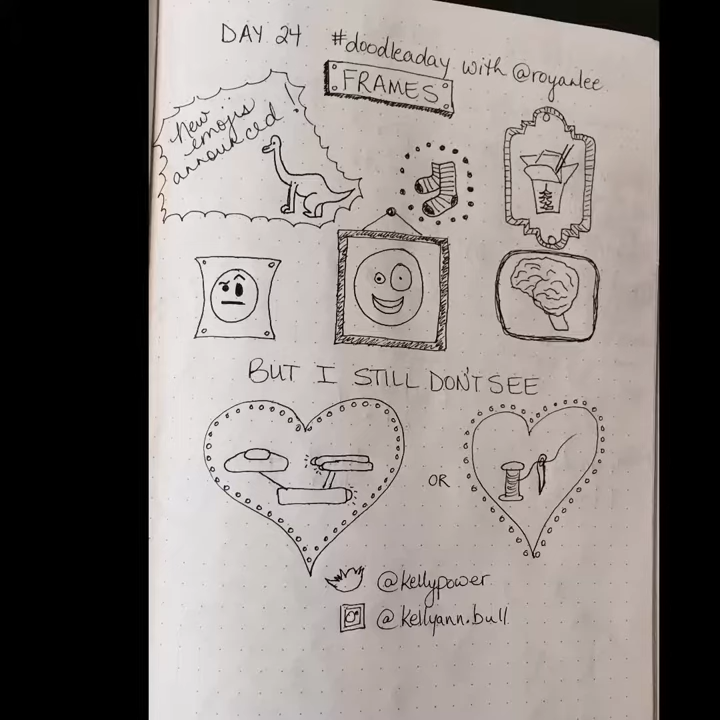 DAY 24 #doodleaday with @royanlee
FRAMES
New
emojis
announced!
BUT I STILL DON'T SEE
OR
@kellypower
@kellyann.bull